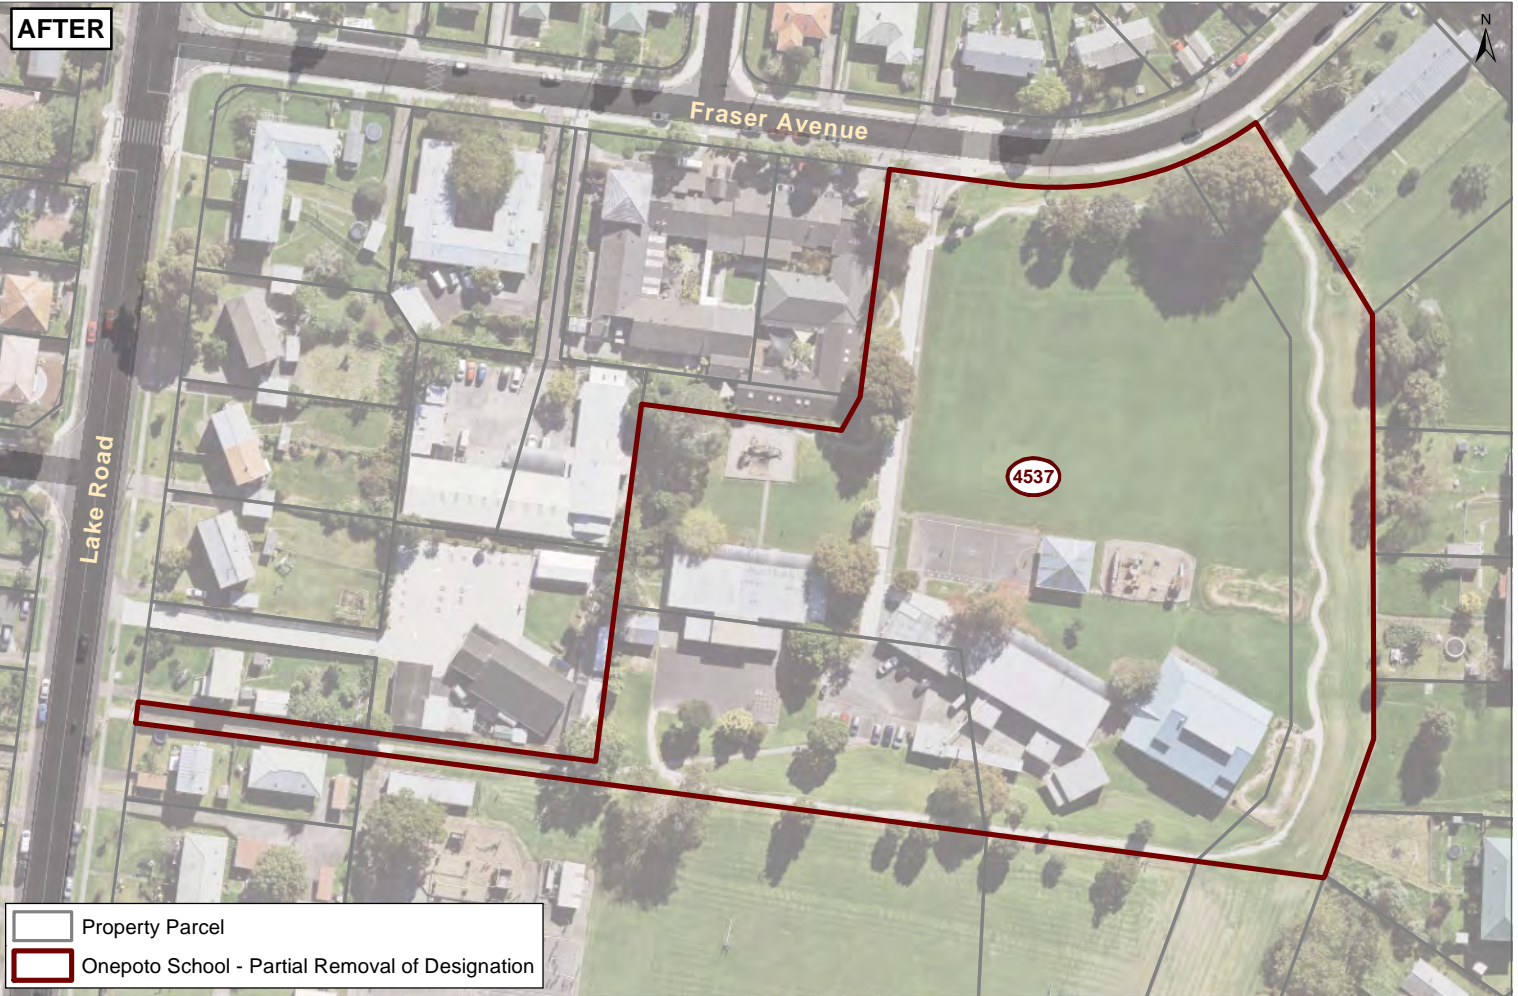 AFTER
N
Fraser Avenue
Lake Road
4537
Property Parcel
Onepoto School - Partial Removal of Designation